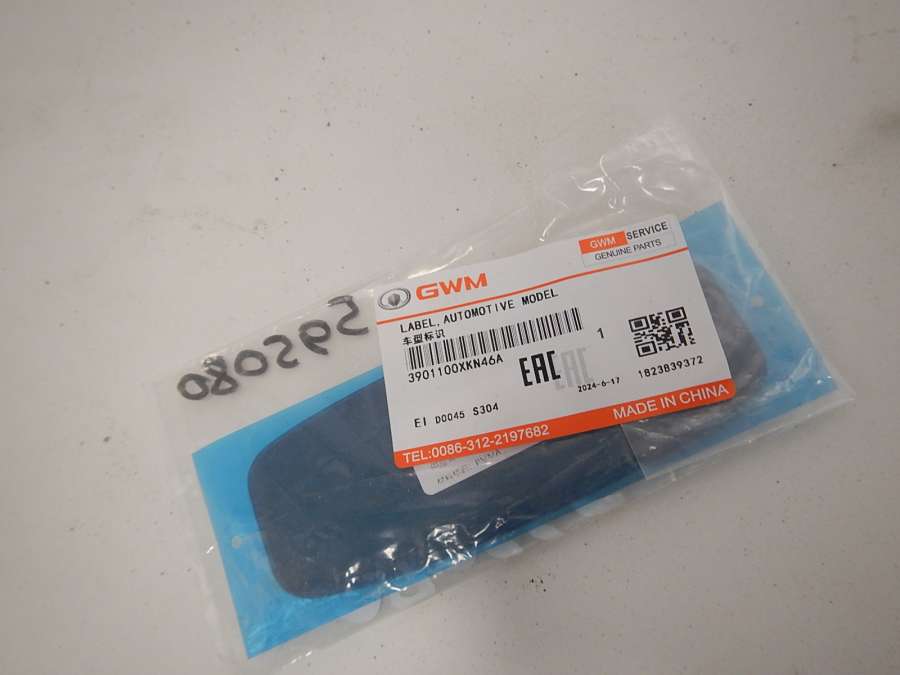 GWM
GWM SERVICE
GENUINE PARTS
LABEL, AUTOMOTIVE MODEL
车型标识
3901100XKN46A
EAC
EAC
1
2024-6-17
1823839372
EI D0045 S304
TEL:0086-312-2197682
MADE IN CHINA